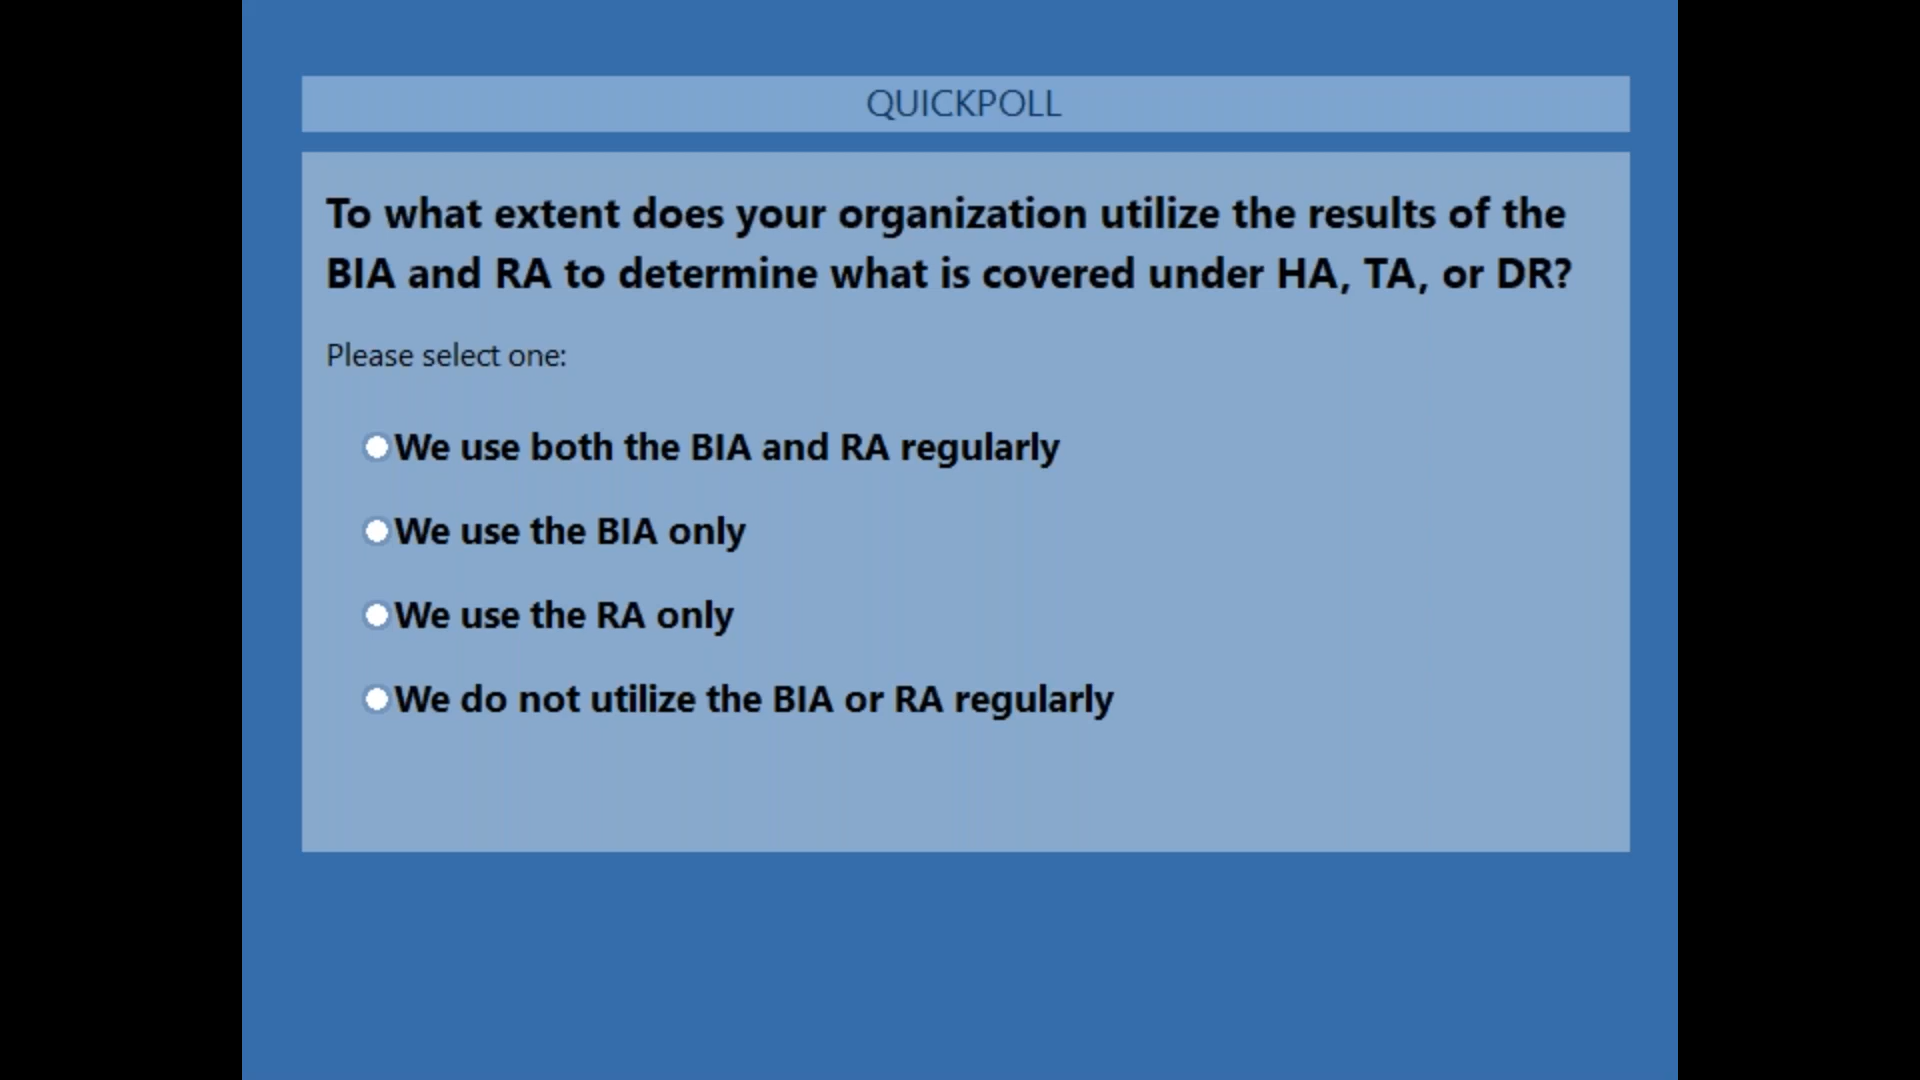 QUICKPOLL
To what extent does your organization utilize the results of the
BIA and RA to determine what is covered under HA, TA, or DR?
Please select one:
We use both the BIA and RA regularly
We use the BIA only
We use the RA only
We do not utilize the BIA or RA regularly